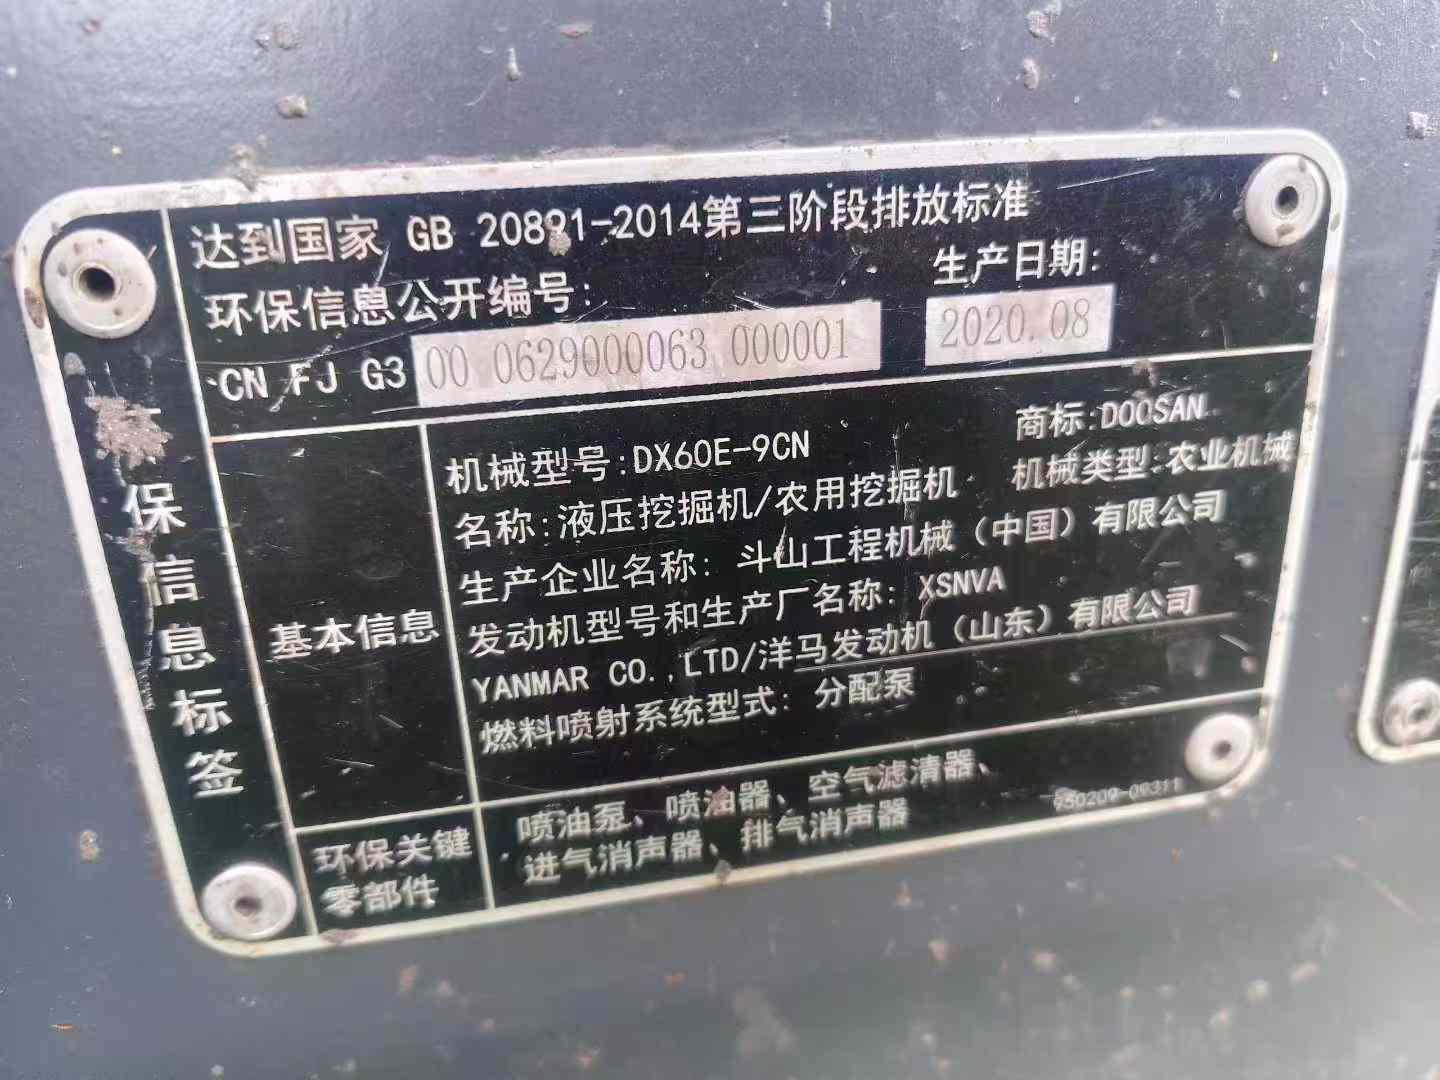 达到国家 GB 20891-2014第三阶段排放标准
环保信息公开编号:
生产日期:
CN FJ G3 00 0629000063 000001
2020.08
保信息标签
基本信息
机械型号:DX60E-9CN
商标:DOOSAN
名称:液压挖掘机/农用挖掘机
机械类型:农业机械
生产企业名称: 斗山工程机械（中国）有限公司
发动机型号和生产厂名称: XSNVA
YANMAR CO.,LTD/洋马发动机（山东）有限公司
燃料喷射系统型式: 分配泵
环保关键
零部件
喷油泵、喷油器、空气滤清器、
进气消声器、排气消声器
950209-09311